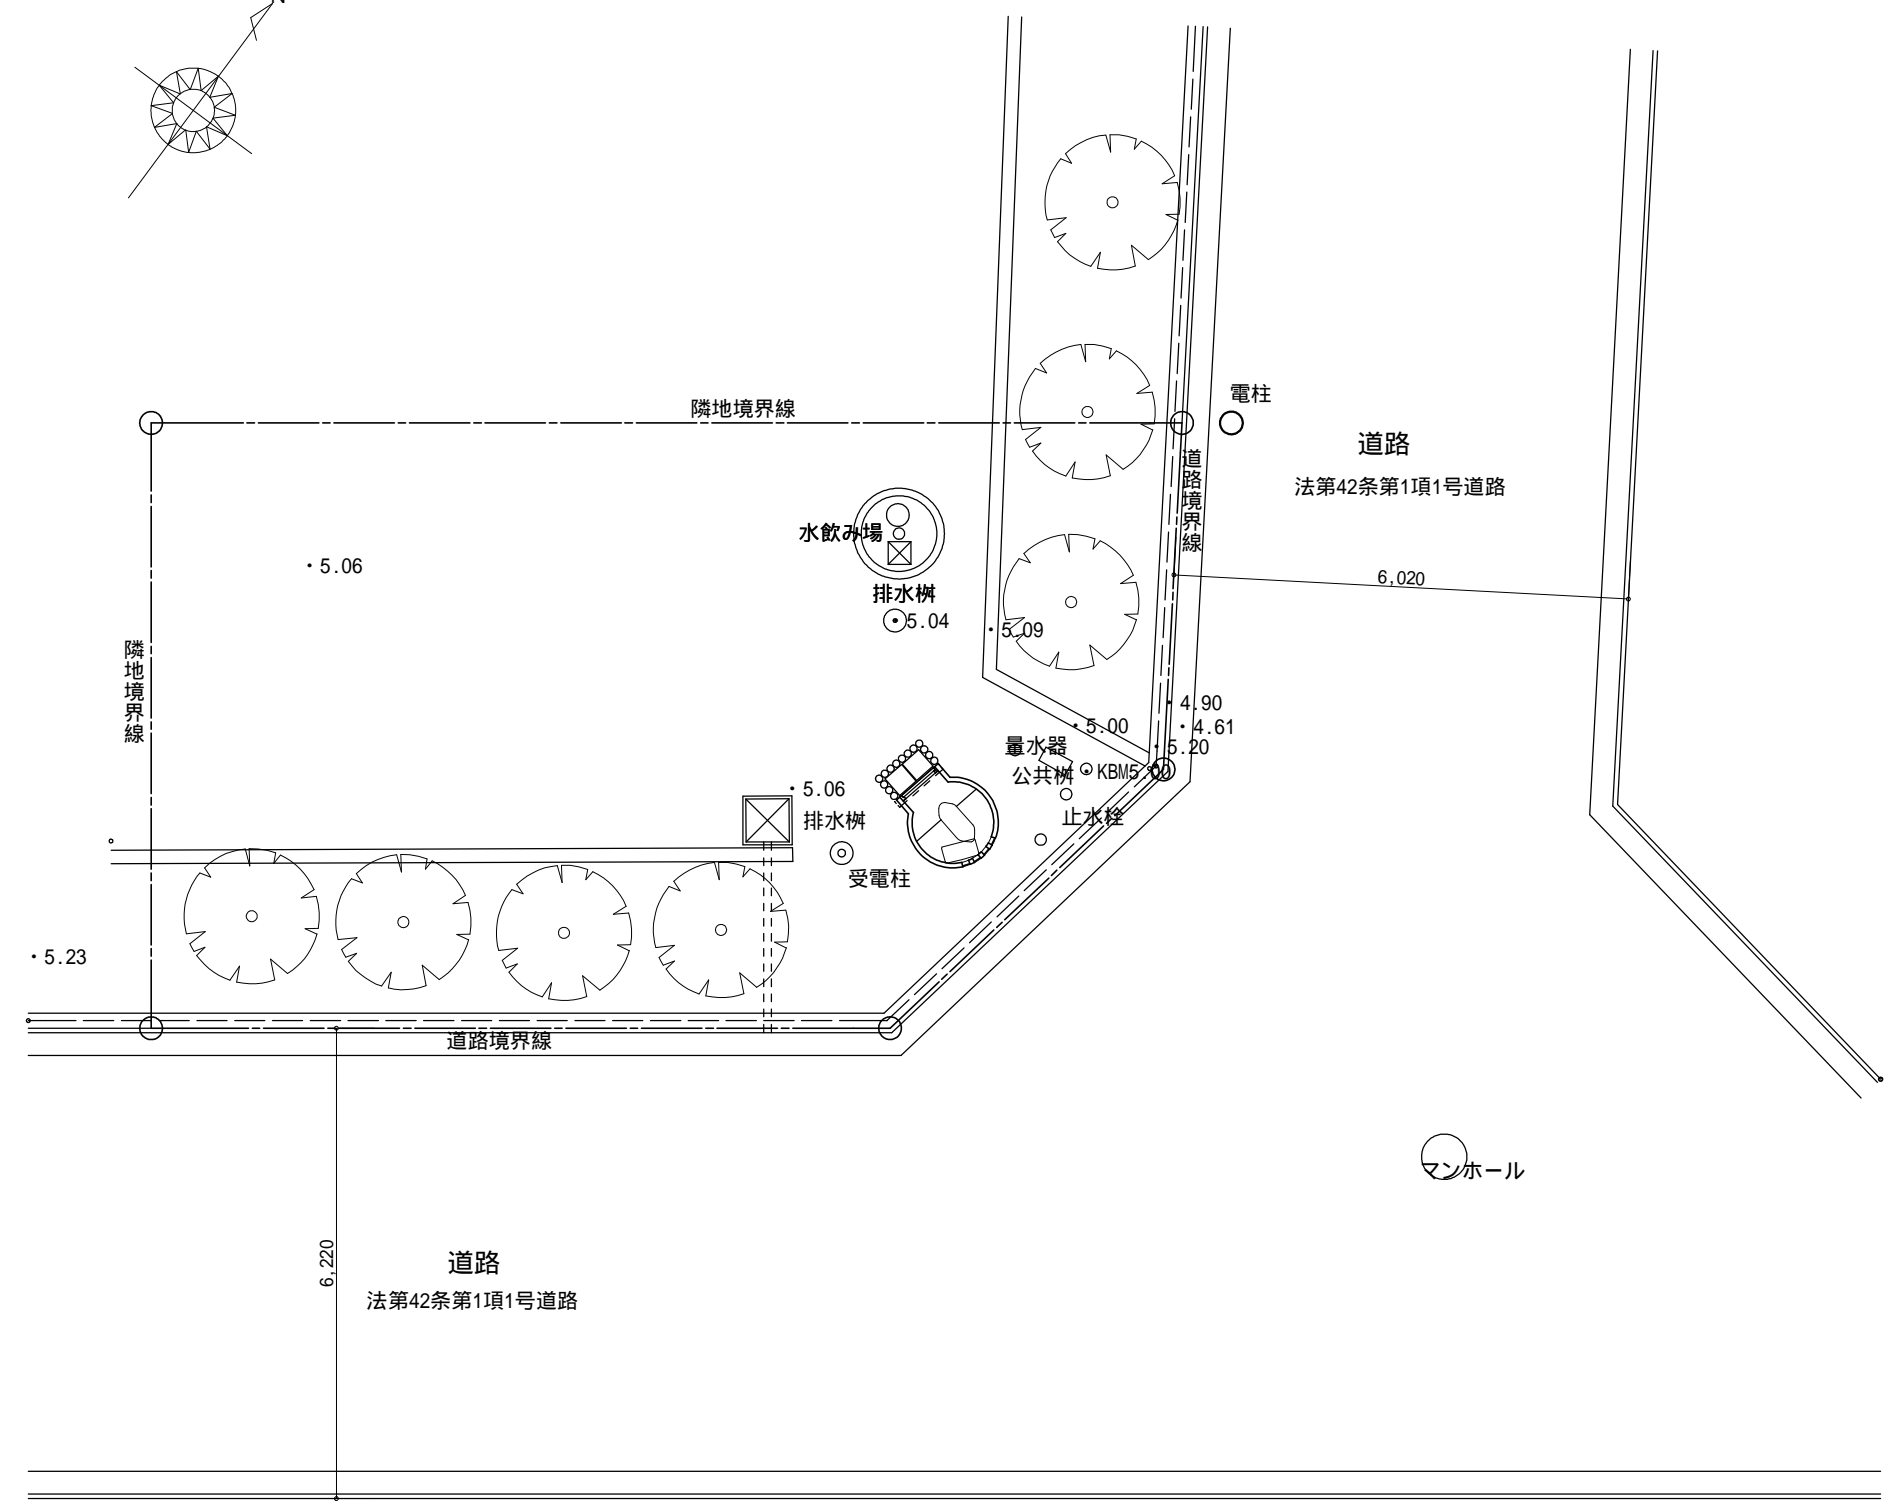 隣地境界線
電柱
道路
法第42条第1項1号道路
道路境界線
水飲み場
・5.06
6,020
排水桝
5.04
・5.09
隣地境界線
・4.90
・5.00
・4.61
量水器
・5.20
公共桝
KBM5.00
・5.06
排水桝
止水栓
受電柱
・5.23
道路境界線
マンホール
6,220
道路
法第42条第1項1号道路